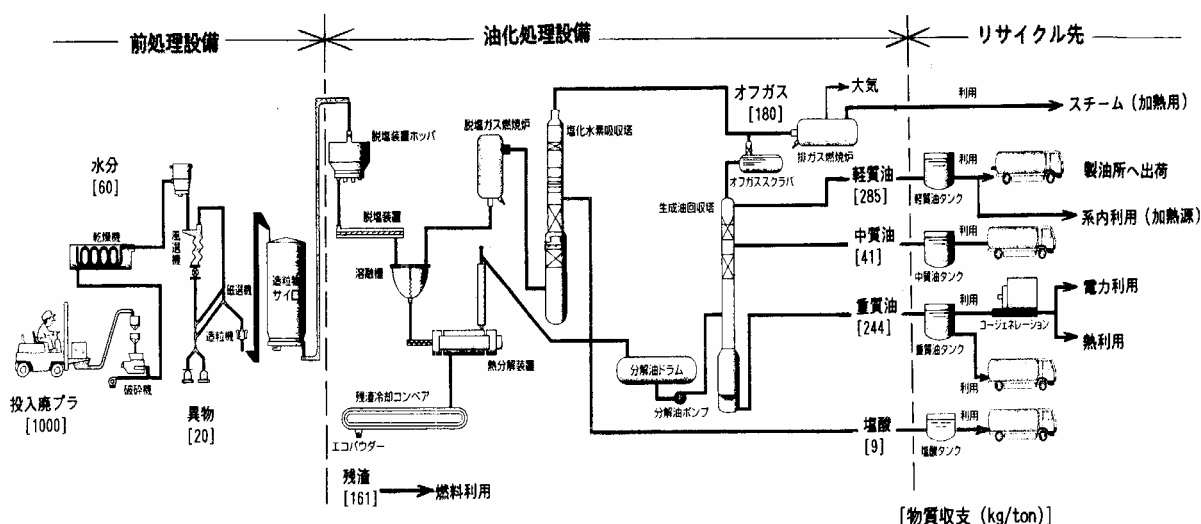 前処理設備
油化処理設備
リサイクル先
水分
[60]
乾燥機
風選機
磁選機
造粒機
造粒物
サイロ
破砕機
投入廃プラ
[1000]
異物
[20]
脱塩装置ホッパ
脱塩装置
溶融槽
脱塩ガス燃焼炉
塩化水素吸収塔
熱分解装置
残渣冷却コンベア
エコパウダー
残渣
[161]
燃料利用
オフガス
[180]
大気
排ガス燃焼炉
オフガススクラバ
生成油回収塔
分解油ドラム
分解油ポンプ
利用
スチーム(加熱用)
軽質油
[285]
軽質油タンク
利用
製油所へ出荷
系内利用(加熱源)
中質油
[41]
中質油タンク
利用
重質油
[244]
重質油タンク
利用
コージェネレーション
電力利用
熱利用
利用
塩酸
[9]
塩酸タンク
利用
[物質収支(kg/ton)]